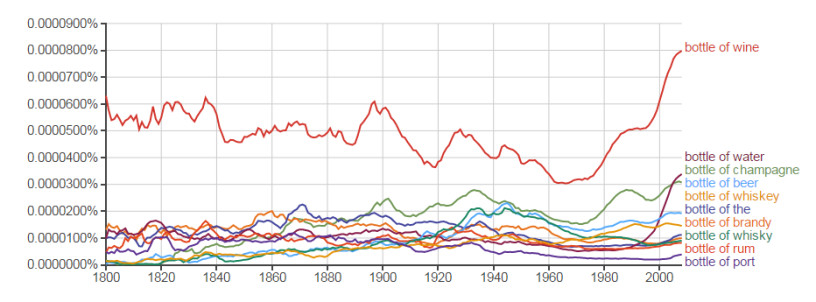 0.0000900%
0.0000800%
bottle of wine
0.0000700%
0.0000600%
0.0000500%
0.0000400%
bottle of water
bottle of champagne
0.0000300%
bottle of beer
bottle of whiskey
0.0000200%
bottle of the
bottle of brandy
0.0000100%
bottle of whisky
bottle of rum
0.0000000%
bottle of port
1800 1820 1840 1860 1880 1900 1920 1940 1960 1980 2000